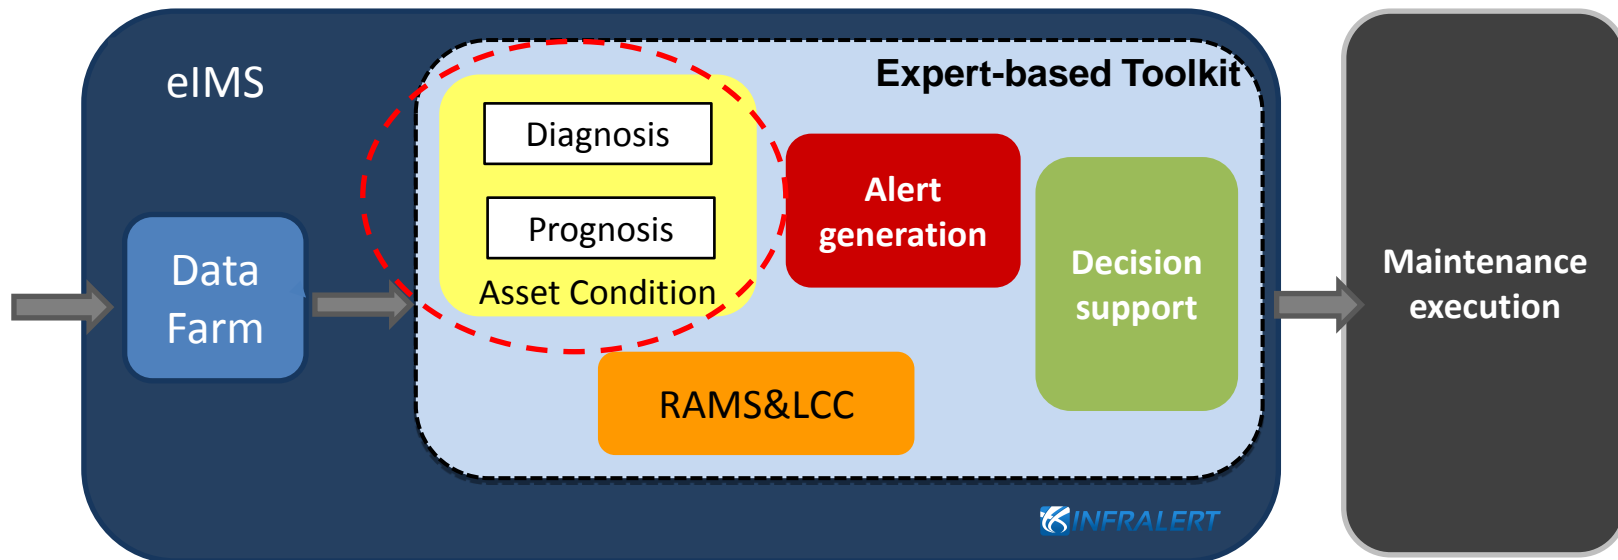 eIMS
Expert-based Toolkit
Diagnosis
Prognosis
Asset Condition
Data
Farm
Alert
generation
Decision
support
RAMS&LCC
Maintenance
execution
INFRALERT